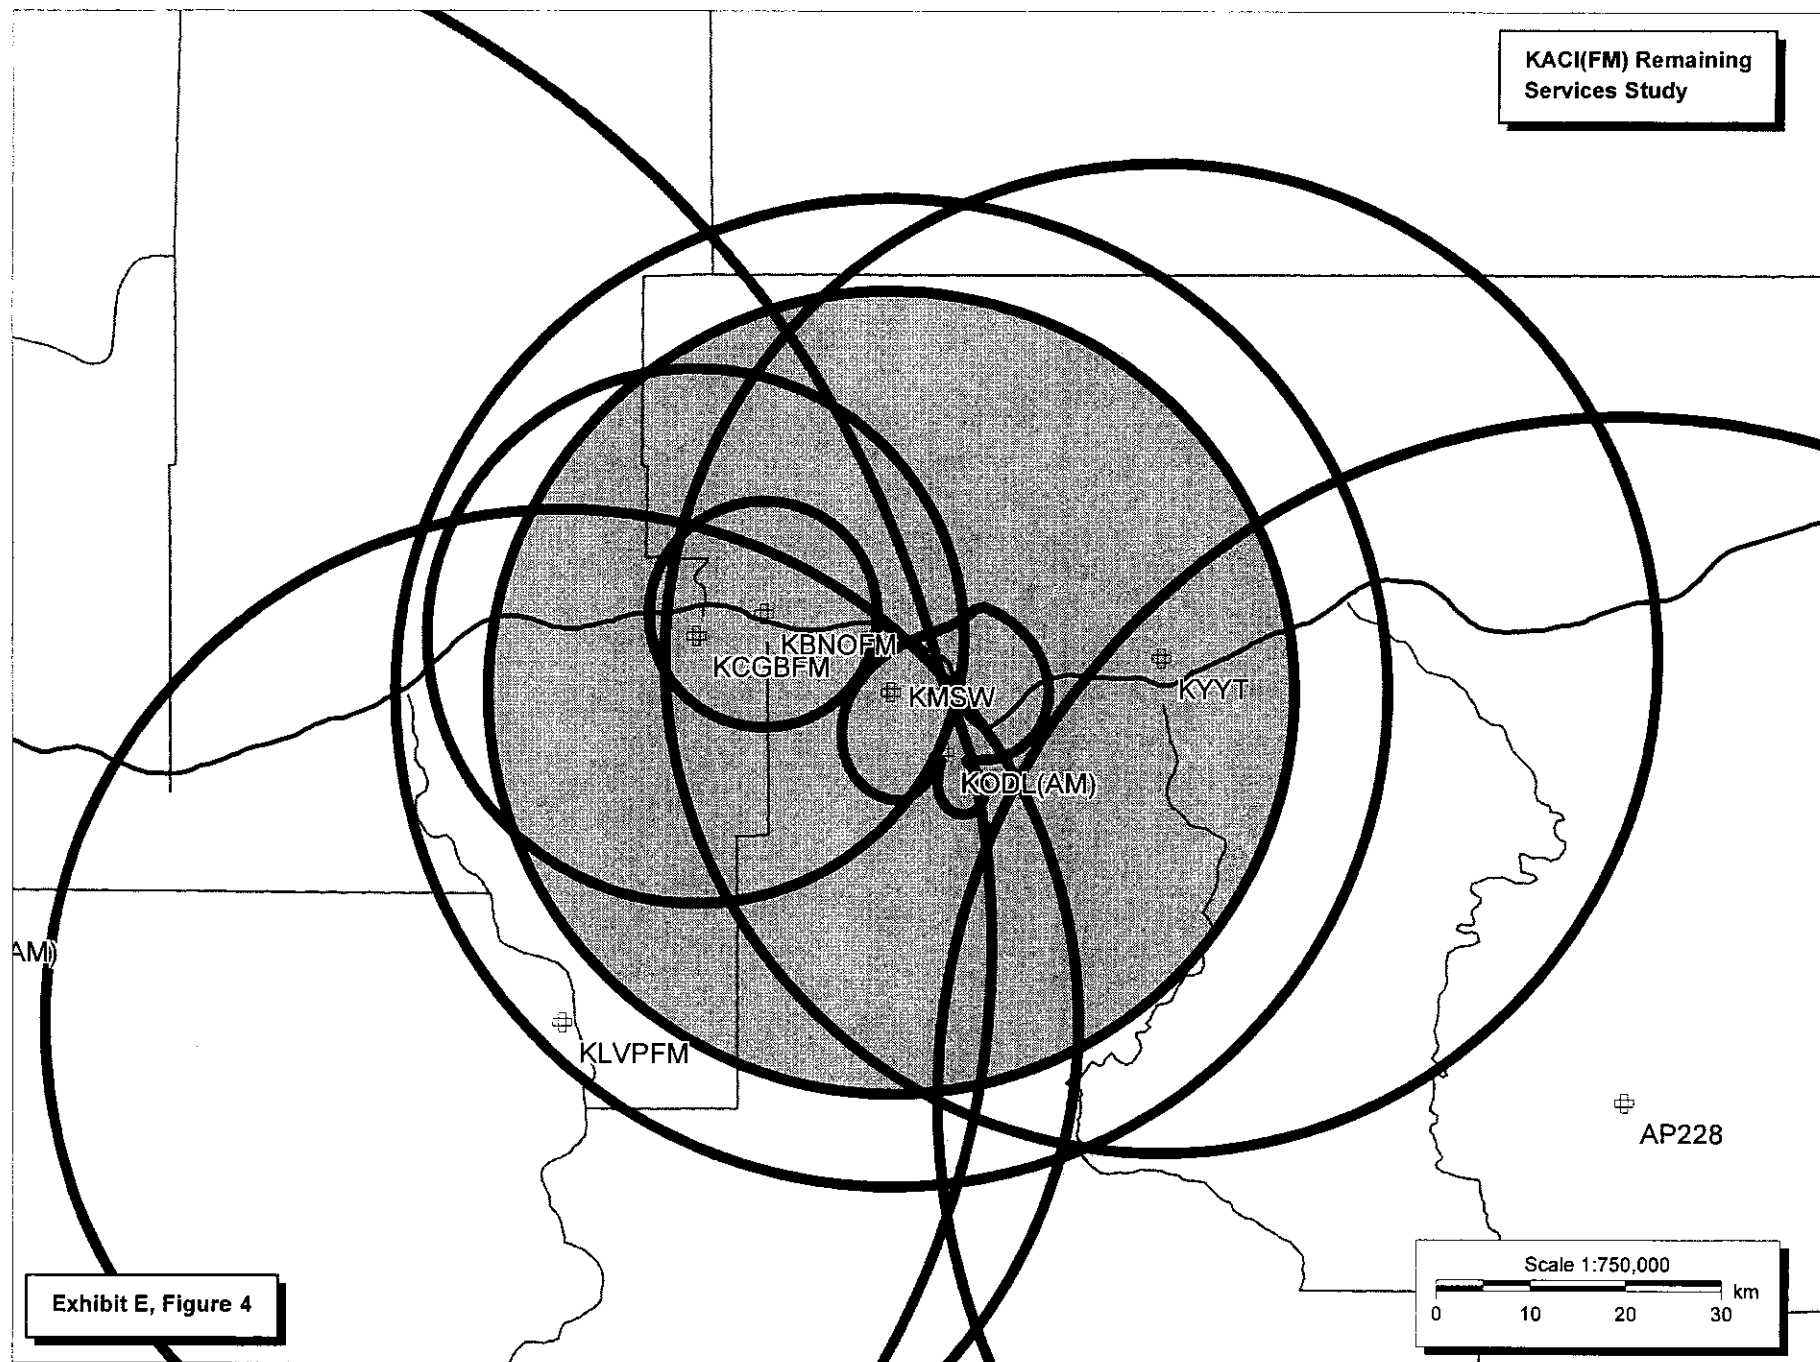 KACI(FM) Remaining
Services Study
KBNOFM
KCGBFM
KMSW
KYYT
KODL(AM)
AM)
KLVPFM
AP228
Scale 1:750,000
km
0 10 20 30
Exhibit E, Figure 4